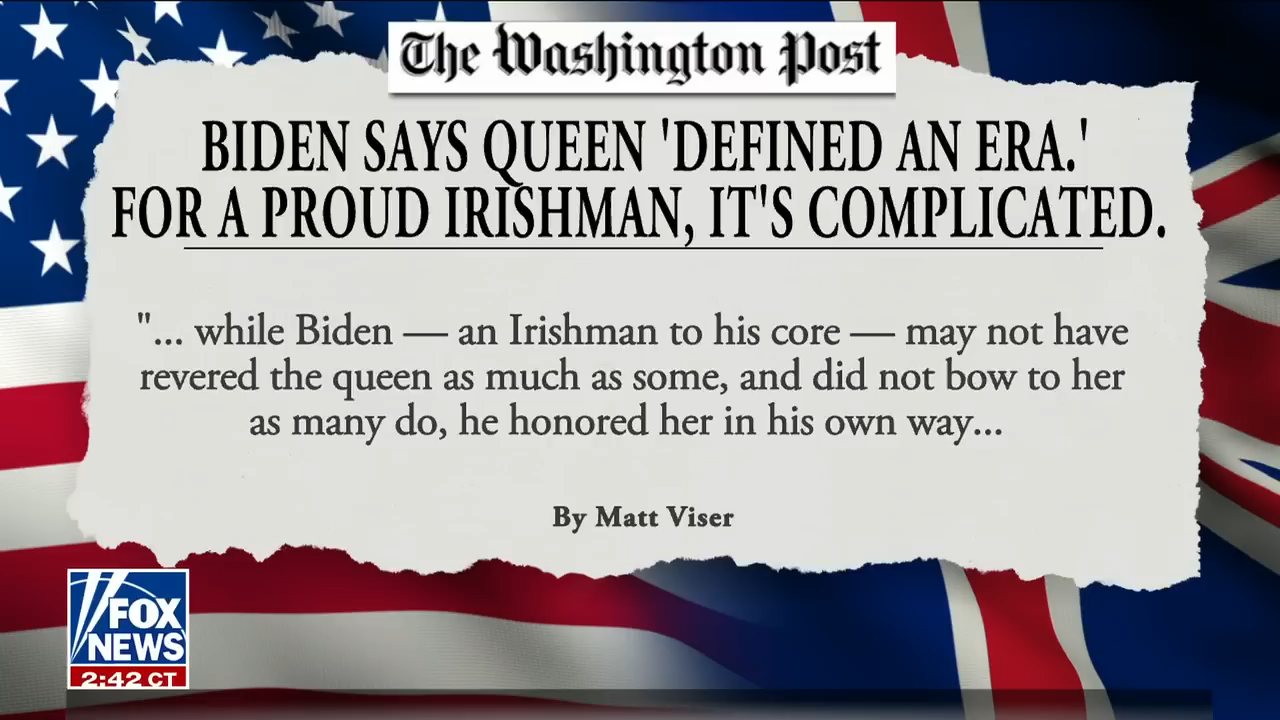 The Washington Post
BIDEN SAYS QUEEN 'DEFINED AN ERA.'
FOR A PROUD IRISHMAN, IT'S COMPLICATED.
"... while Biden — an Irishman to his core — may not have
revered the queen as much as some, and did not bow to her
as many do, he honored her in his own way...
By Matt Viser
FOX
NEWS
2:42 CT